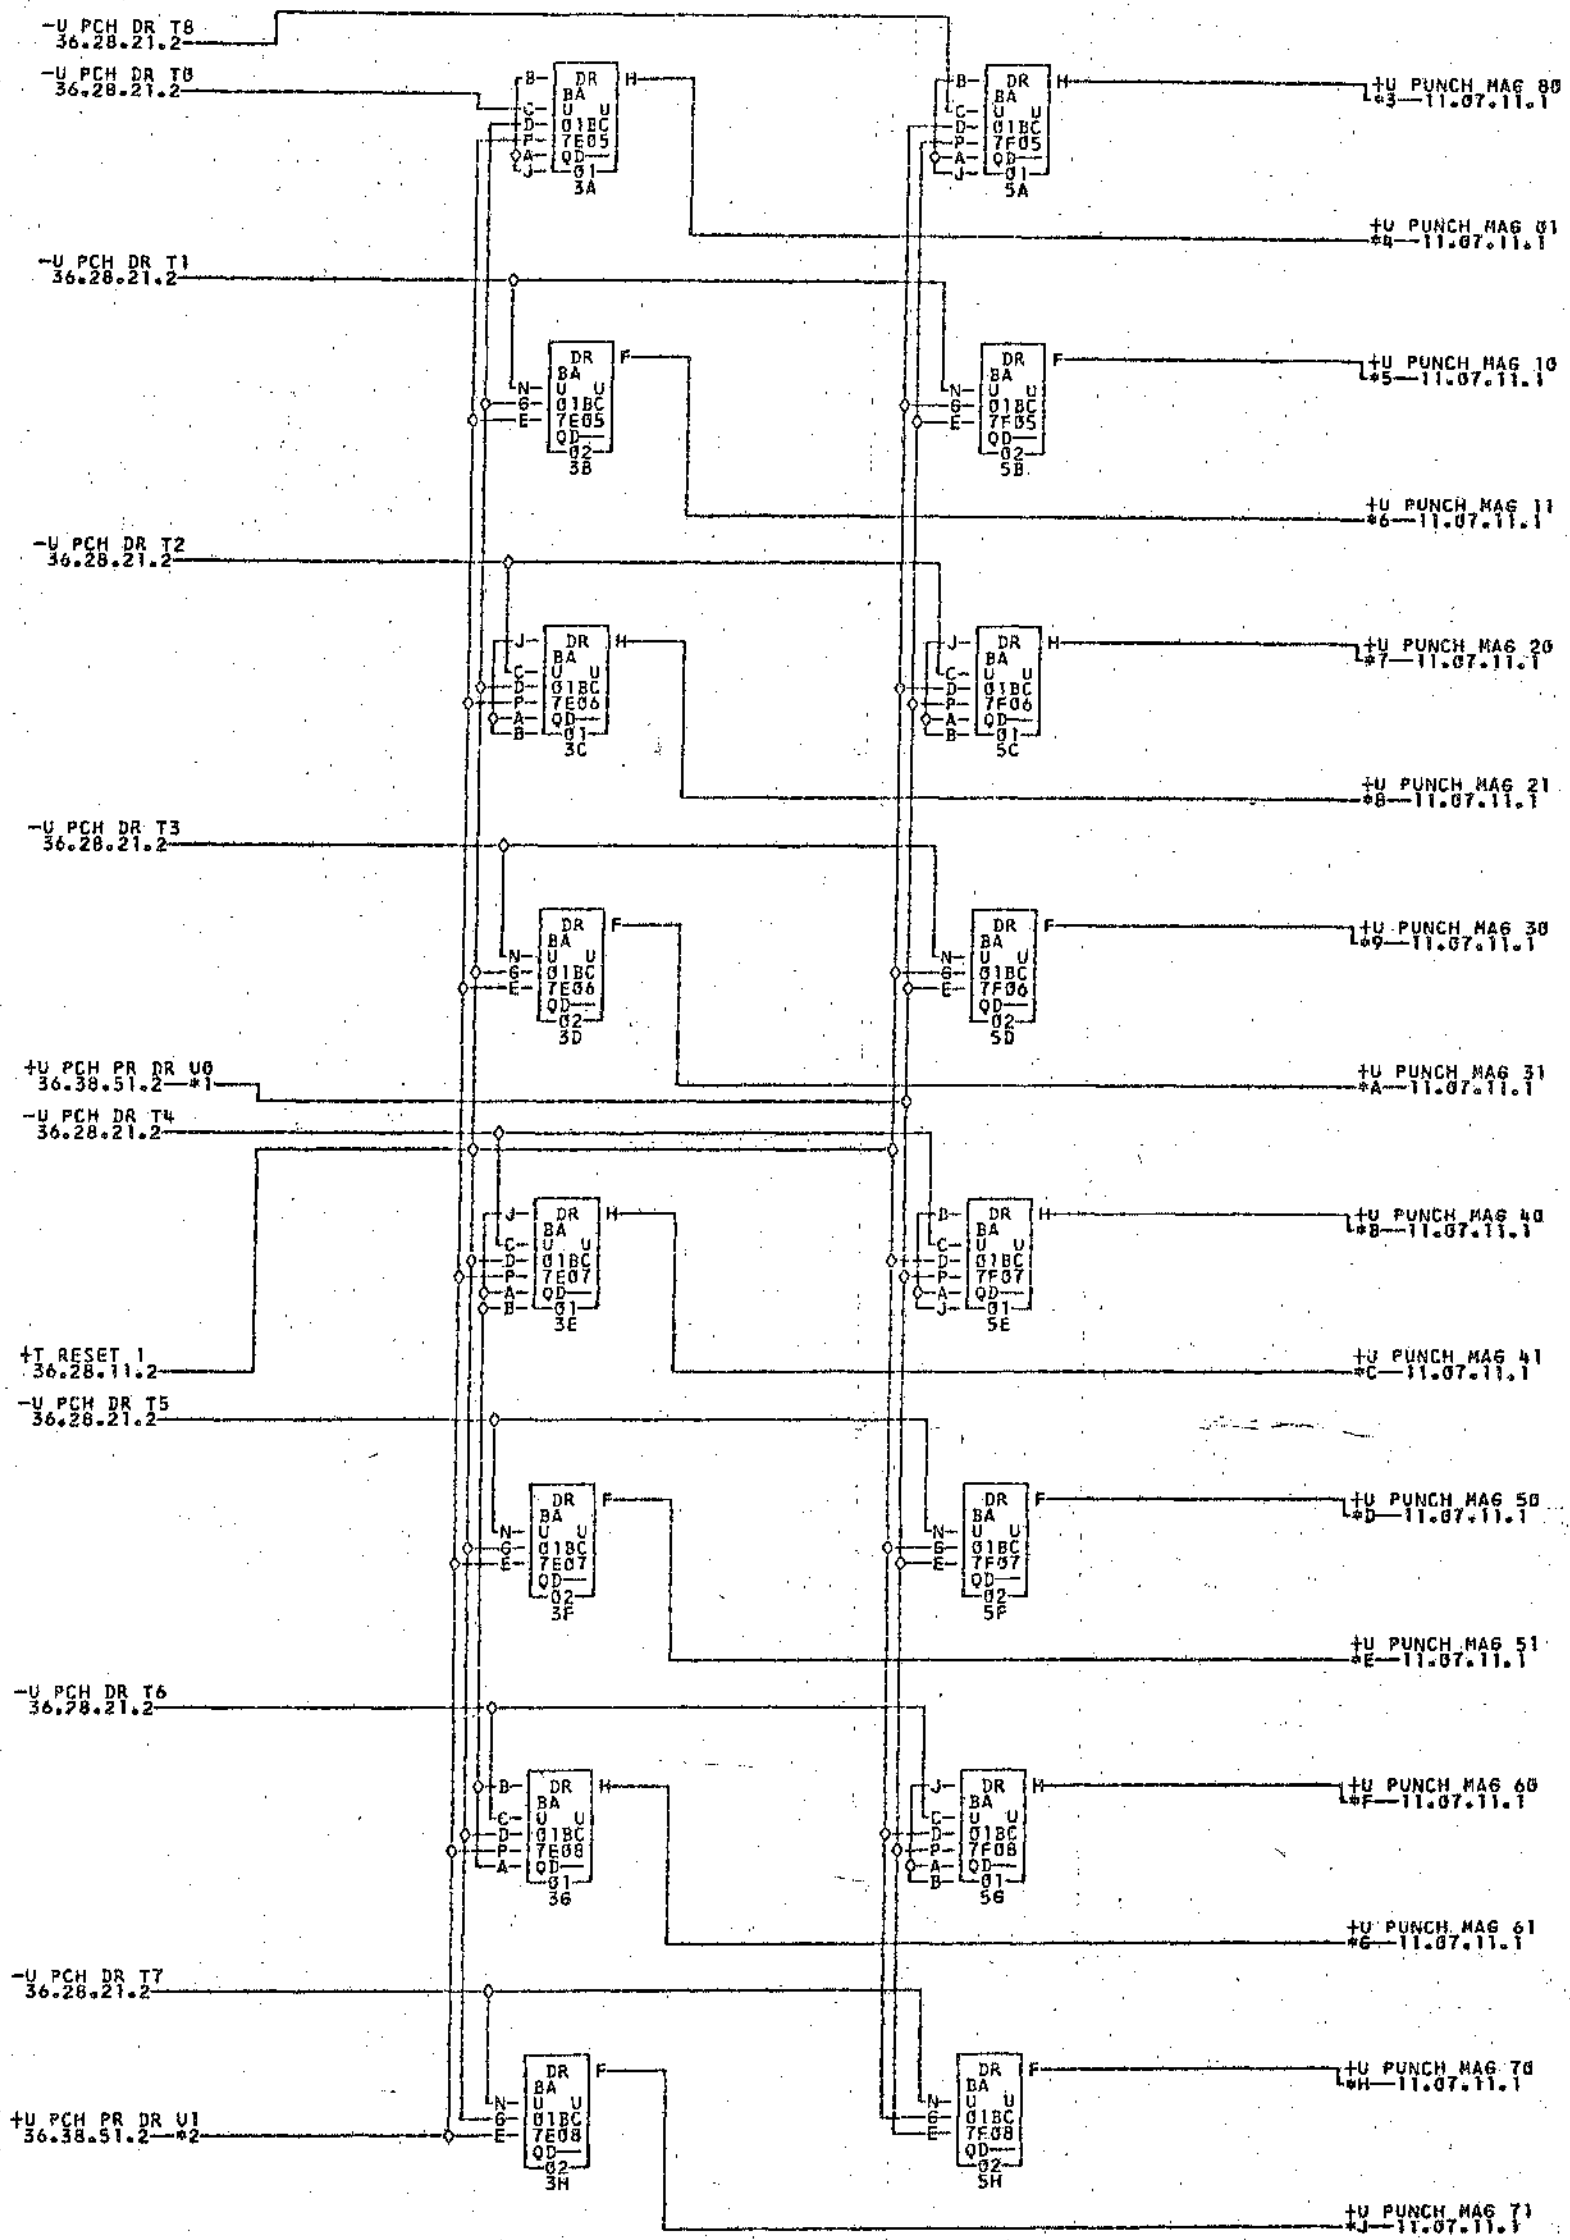 -U PCH DR T8
36.28.21.2
-U PCH DR T0
36.28.21.2
B DR H
BA
C U U
D 01BC
P 7E05
A QD
J 01
3A
B DR H
BA
C U U
D 01BC
P 7F05
A QD
J 01
5A
+U PUNCH MAG 80
*3 11.07.11.1
+U PUNCH MAG 01
*4 11.07.11.1
-U PCH DR T1
36.28.21.2
DR F
BA
N U U
G 01BC
E 7E05
QD
02
3B
DR F
BA
N U U
G 01BC
E 7F05
QD
02
5B
+U PUNCH MAG 10
*5 11.07.11.1
+U PUNCH MAG 11
*6 11.07.11.1
-U PCH DR T2
36.28.21.2
J DR H
BA
C U U
D 01BC
P 7E06
A QD
B 01
3C
J DR H
BA
C U U
D 01BC
P 7F06
A QD
B 01
5C
+U PUNCH MAG 20
*7 11.07.11.1
+U PUNCH MAG 21
*8 11.07.11.1
-U PCH DR T3
36.28.21.2
DR F
BA
N U U
G 01BC
E 7E06
QD
02
3D
DR F
BA
N U U
G 01BC
E 7F06
QD
02
5D
+U PUNCH MAG 30
*9 11.07.11.1
+U PCH PR DR U0
36.38.51.2 *1
+U PUNCH MAG 31
*A 11.07.11.1
-U PCH DR T4
36.28.21.2
J DR H
BA
C U U
D 01BC
P 7E07
A QD
B 01
3E
B DR H
BA
C U U
D 01BC
P 7F07
A QD
J 01
5E
+U PUNCH MAG 40
*B 11.07.11.1
+T RESET 1
36.28.11.2
+U PUNCH MAG 41
*C 11.07.11.1
-U PCH DR T5
36.28.21.2
DR F
BA
N U U
G 01BC
E 7E07
QD
02
3F
DR F
BA
N U U
G 01BC
E 7F07
QD
02
5F
+U PUNCH MAG 50
*D 11.07.11.1
+U PUNCH MAG 51
*E 11.07.11.1
-U PCH DR T6
36.28.21.2
B DR H
BA
C U U
D 01BC
P 7E08
A QD
01
3G
J DR H
BA
C U U
D 01BC
P 7F08
A QD
B 01
5G
+U PUNCH MAG 60
*F 11.07.11.1
+U PUNCH MAG 61
*G 11.07.11.1
-U PCH DR T7
36.28.21.2
DR F
BA
N U U
G 01BC
E 7E08
QD
02
3H
DR F
BA
N U U
G 01BC
E 7F08
QD
02
5H
+U PUNCH MAG 70
*H 11.07.11.1
+U PCH PR DR U1
36.38.51.2 *2
+U PUNCH MAG 71
*J 11.07.11.1